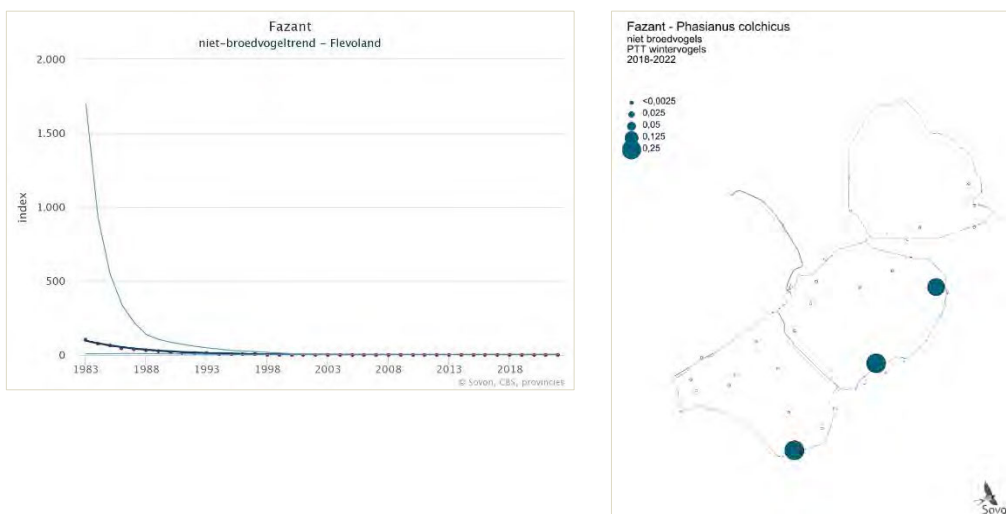 Fazant
niet-broedvogeltrend - Flevoland
2.000
1.500
1.000
500
0
index
1983 1988 1993 1998 2003 2008 2013 2018
© Sovon, CBS, provincies
Fazant - Phasianus colchicus
niet broedvogels
PTT wintervogels
2018-2022
<0,0025
0,025
0,05
0,125
0,25
Sovon